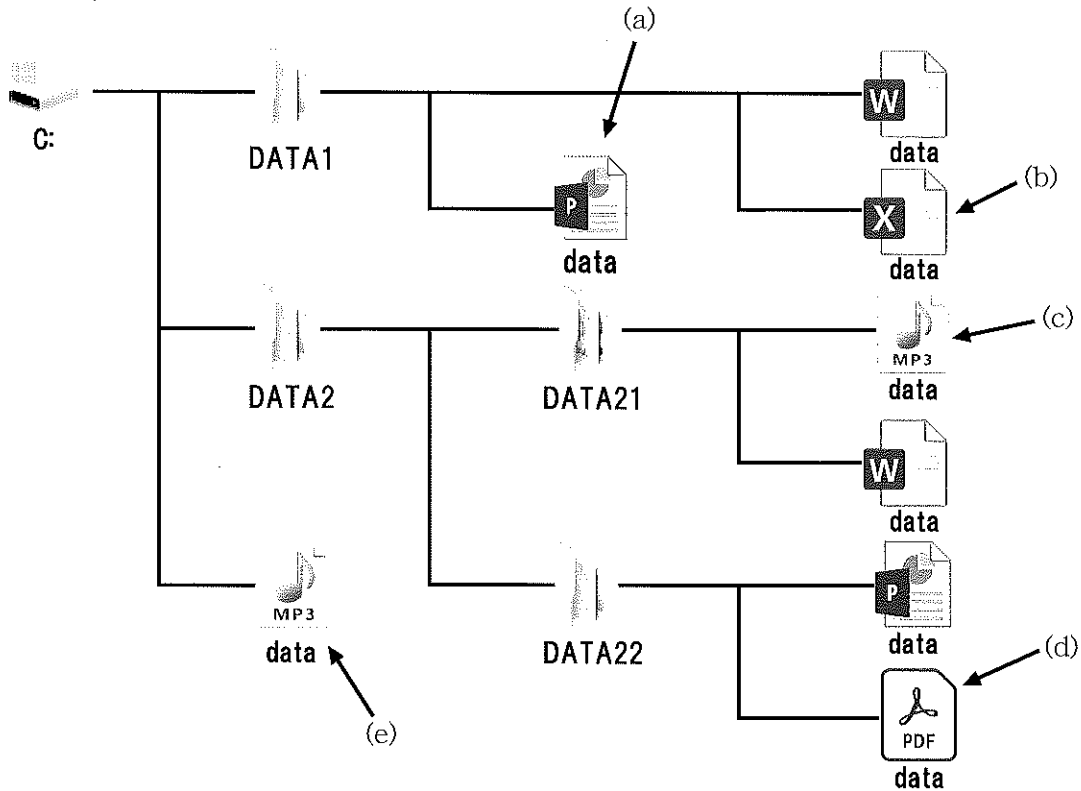 (a)
C:
DATA1
W
data
P
data
X
data
(b)
DATA2
DATA21
MP3
data
(c)
W
data
MP3
data
(e)
DATA22
P
data
PDF
data
(d)